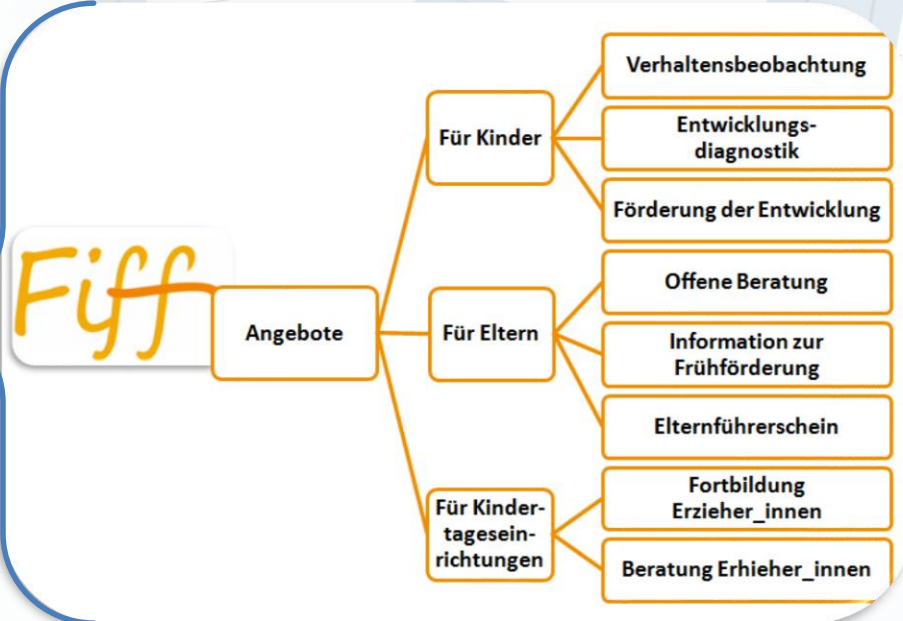 Fiff
Angebote
Für Kinder
Verhaltensbeobachtung
Entwicklungs-
diagnostik
Förderung der Entwicklung
Für Eltern
Offene Beratung
Information zur
Frühförderung
Elternführerschein
Für Kinder-
tagesein-
richtungen
Fortbildung
Erzieher_innen
Beratung Erhieher_innen